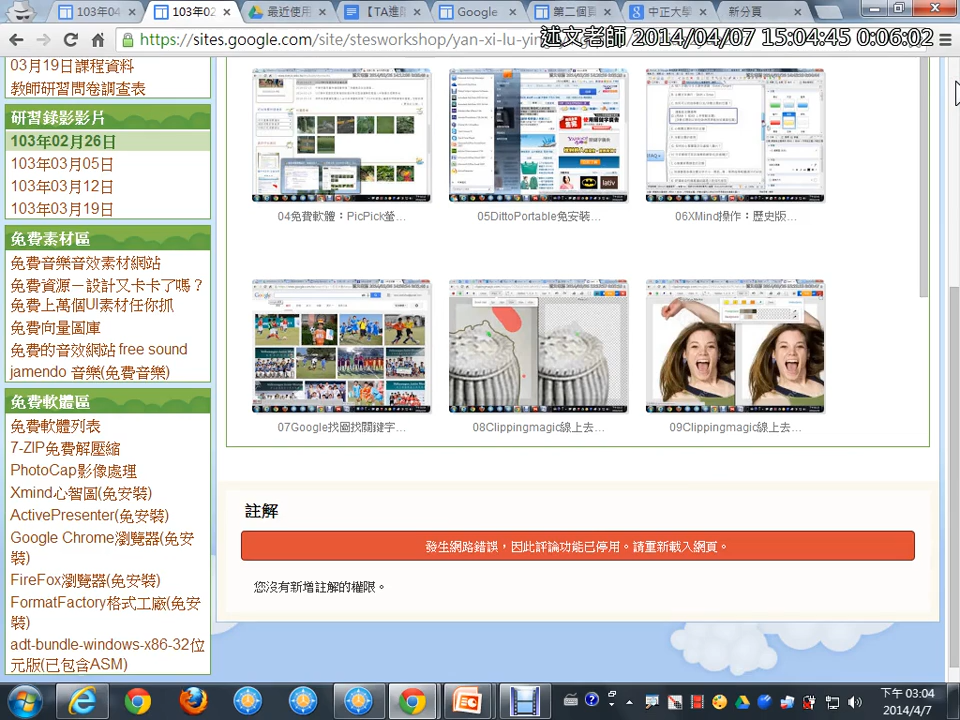 103年04
103年02
最近使用
【TA進階
Google
第二個頁
中正大學
新分頁
https://sites.google.com/site/stesworkshop/yan-xi-lu-yin
述文老師 2014/04/07 15:04:45 0:06:02
03月19日課程資料
教師研習問卷調查表
研習錄影影片
103年02月26日
103年03月05日
103年03月12日
103年03月19日
免費素材區
免費音樂音效素材網站
免費資源－設計又卡卡了嗎？
免費上萬個UI素材任你抓
免費向量圖庫
免費的音效網站 free sound
jamendo 音樂(免費音樂)
免費軟體區
免費軟體列表
7-ZIP免費解壓縮
PhotoCap影像處理
Xmind心智圖(免安裝)
ActivePresenter(免安裝)
Google Chrome瀏覽器(免安
裝)
FireFox瀏覽器(免安裝)
FormatFactory格式工廠(免安
裝)
adt-bundle-windows-x86-32位
元版(已包含ASM)
04免費軟體：PicPick螢...
05DittoPortable免安裝...
06XMind操作：歷史版...
07Google找圖找關鍵字...
08Clippingmagic線上去...
09Clippingmagic線上去...
註解
發生網路錯誤，因此評論功能已停用。請重新載入網頁。
您沒有新增註解的權限。
下午 03:04
2014/4/7